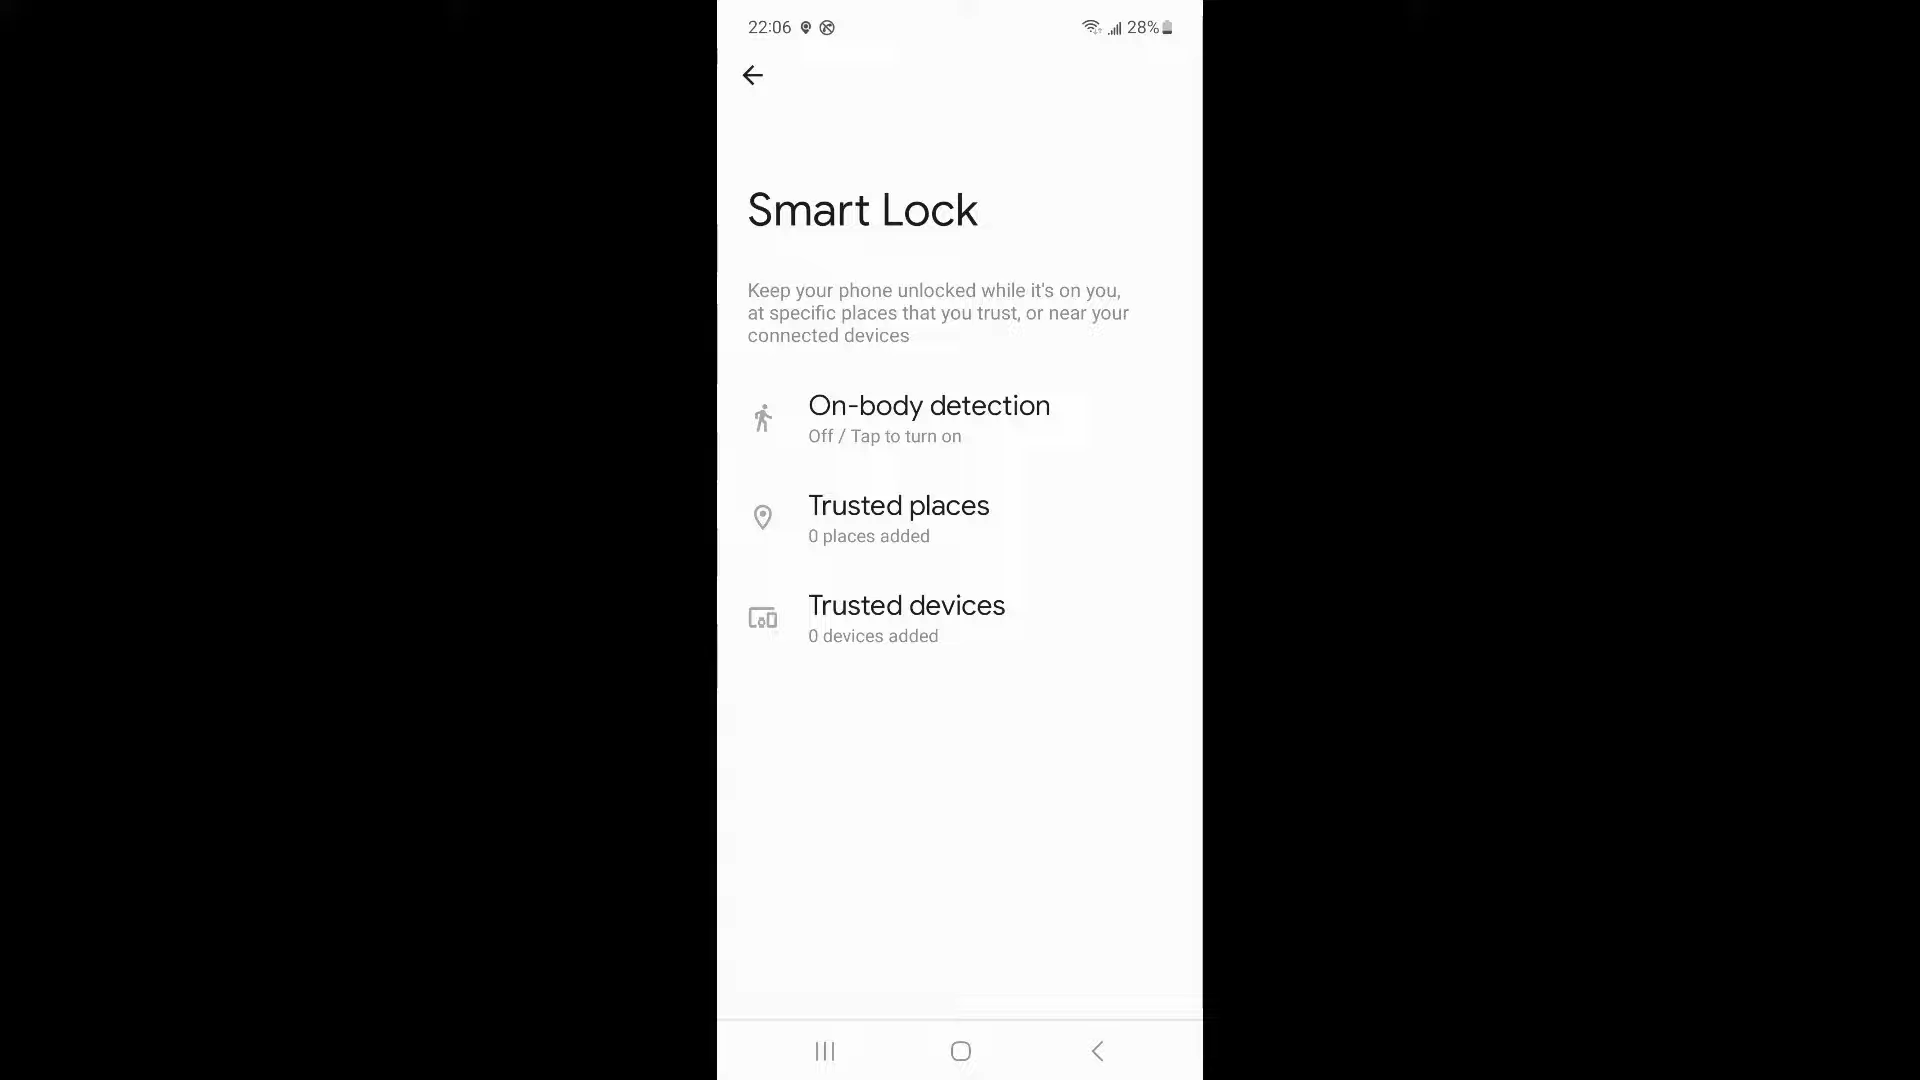 22:06
28%
Smart Lock
Keep your phone unlocked while it's on you,
at specific places that you trust, or near your
connected devices
On-body detection
Off / Tap to turn on
Trusted places
0 places added
Trusted devices
0 devices added